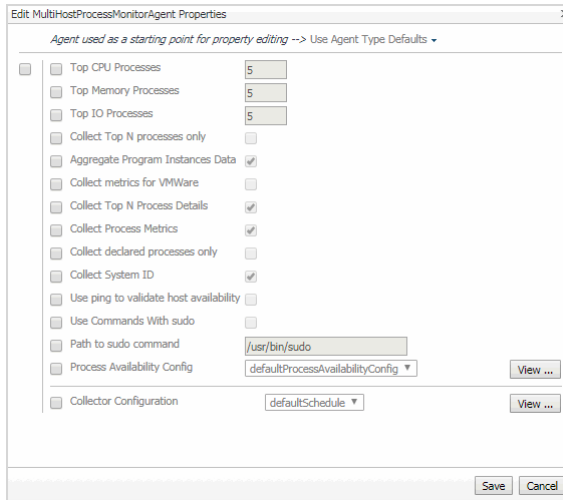 Edit MultiHostProcessMonitorAgent Properties
Agent used as a starting point for property editing --> Use Agent Type Defaults
Top CPU Processes 5
Top Memory Processes 5
Top IO Processes 5
Collect Top N processes only
Aggregate Program Instances Data
Collect metrics for VMWare
Collect Top N Process Details
Collect Process Metrics
Collect declared processes only
Collect System ID
Use ping to validate host availability
Use Commands With sudo
Path to sudo command /usr/bin/sudo
Process Availability Config defaultProcessAvailabilityConfig View ...
Collector Configuration defaultSchedule View ...
Save Cancel